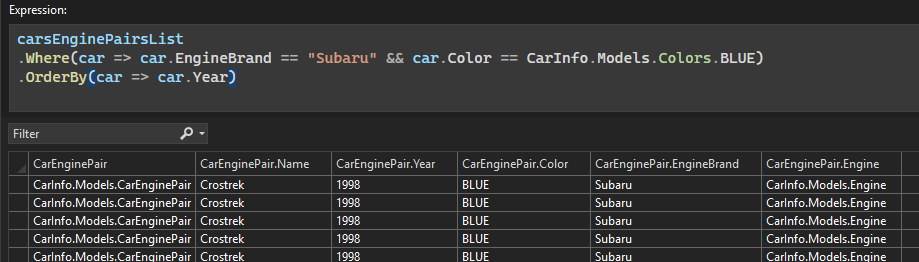 Expression:
carsEnginePairsList
.Where(car => car.EngineBrand == "Subaru" && car.Color == CarInfo.Models.Colors.BLUE)
.OrderBy(car => car.Year)
Filter
CarEnginePair CarEnginePair.Name CarEnginePair.Year CarEnginePair.Color CarEnginePair.EngineBrand CarEnginePair.Engine
CarInfo.Models.CarEnginePair Crostrek 1998 BLUE Subaru CarInfo.Models.Engine
CarInfo.Models.CarEnginePair Crostrek 1998 BLUE Subaru CarInfo.Models.Engine
CarInfo.Models.CarEnginePair Crostrek 1998 BLUE Subaru CarInfo.Models.Engine
CarInfo.Models.CarEnginePair Crostrek 1998 BLUE Subaru CarInfo.Models.Engine
CarInfo.Models.CarEnginePair Crostrek 1998 BLUE Subaru CarInfo.Models.Engine